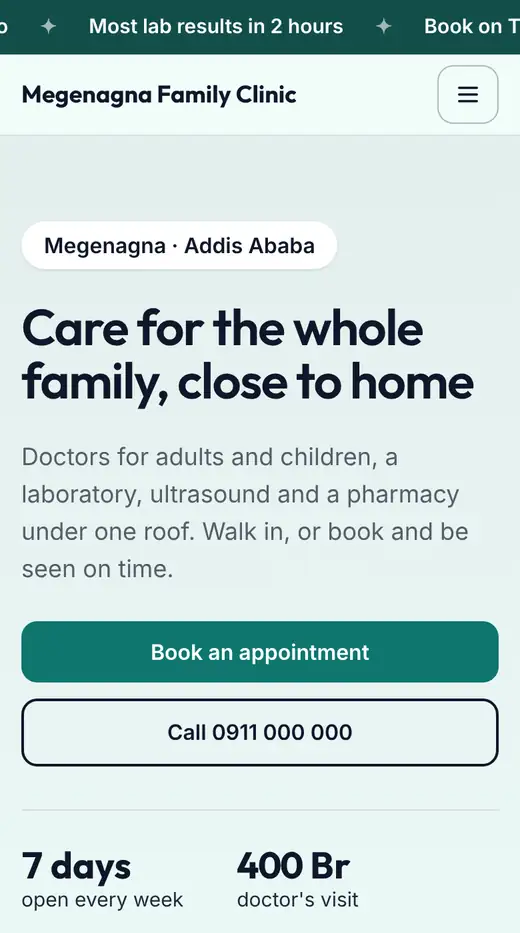 o ✦ Most lab results in 2 hours ✦ Book on T
Megenagna Family Clinic
Megenagna · Addis Ababa
Care for the whole
family, close to home
Doctors for adults and children, a
laboratory, ultrasound and a pharmacy
under one roof. Walk in, or book and be
seen on time.
Book an appointment
Call 0911 000 000
7 days
open every week
400 Br
doctor's visit